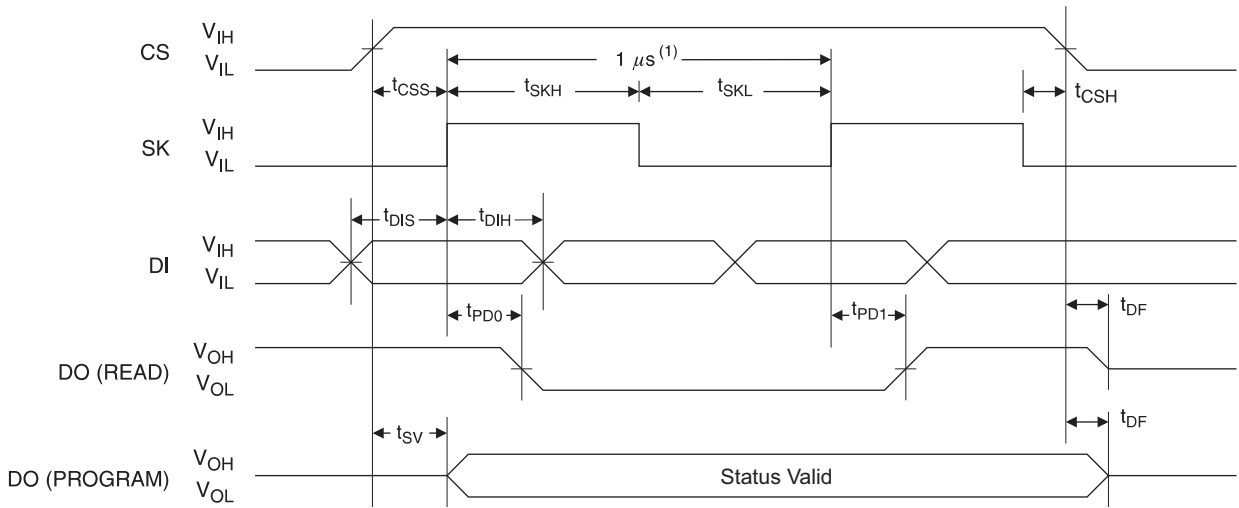 CS
V_IH
V_IL
1 μs (1)
t_CSS
t_SKH
t_SKL
t_CSH
SK
V_IH
V_IL
t_DIS
t_DIH
DI
V_IH
V_IL
t_PD0
t_PD1
t_DF
DO (READ)
V_OH
V_OL
t_SV
t_DF
DO (PROGRAM)
V_OH
V_OL
Status Valid